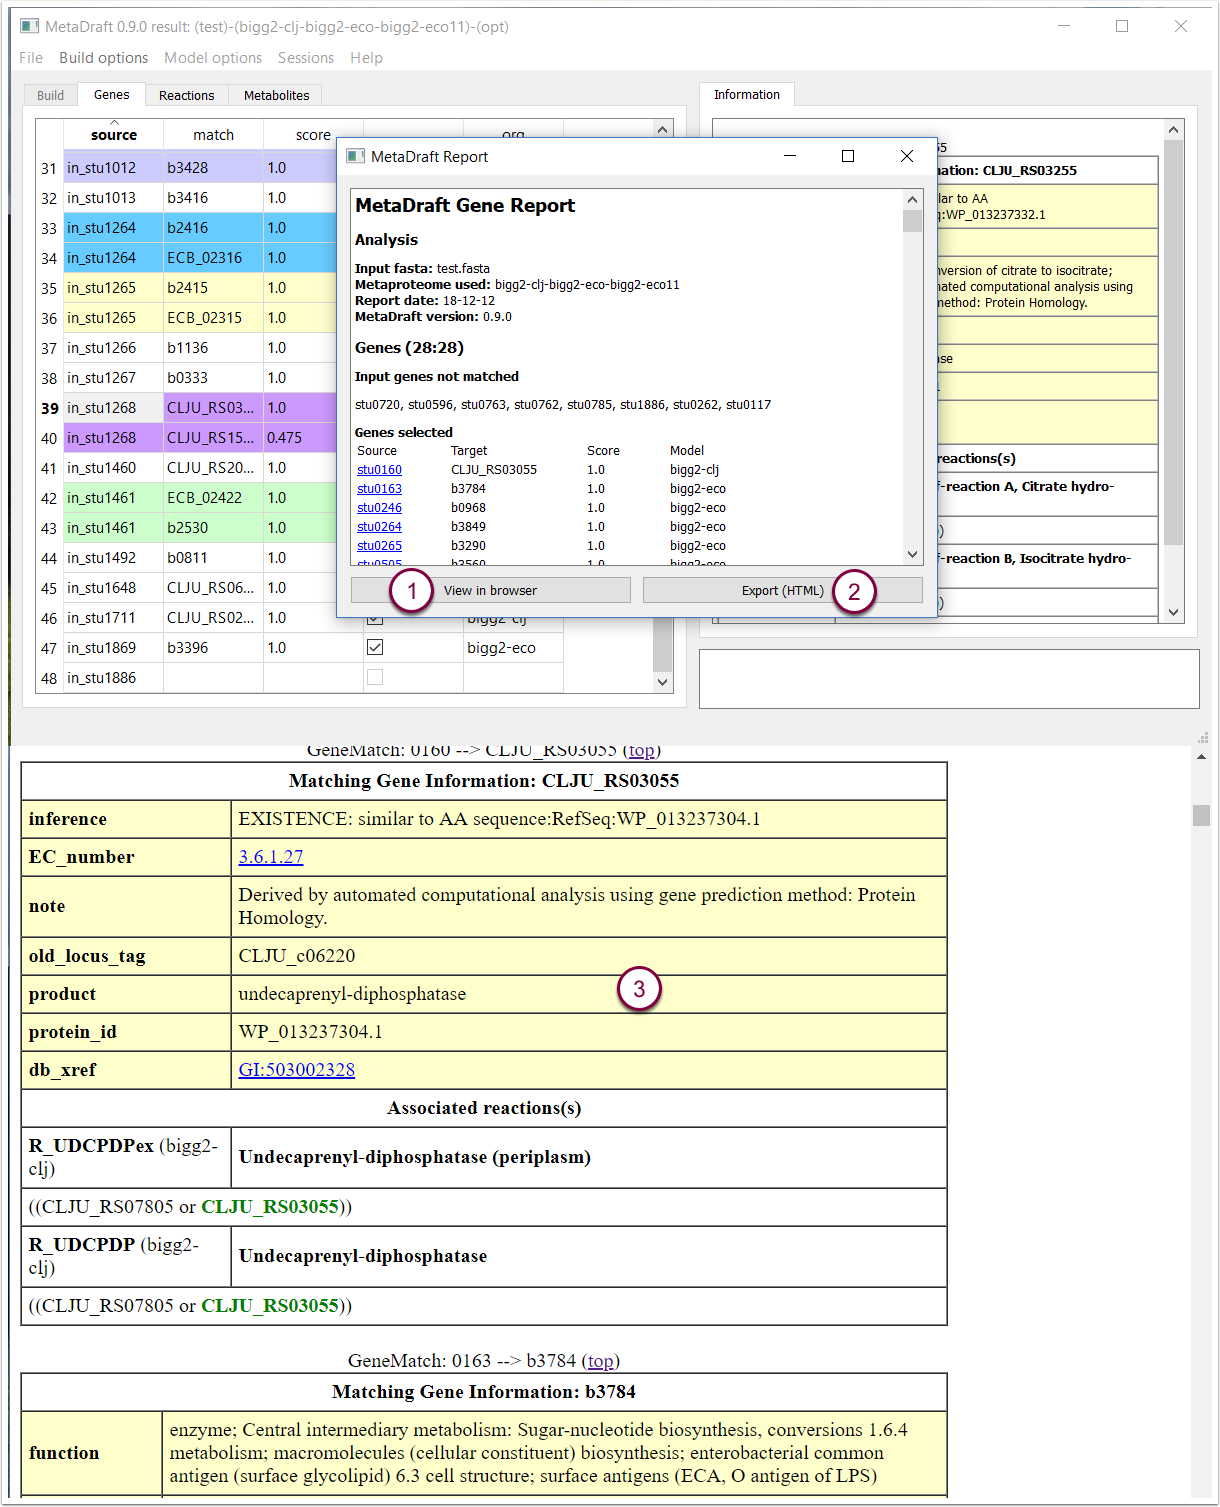 MetaDraft 0.9.0 result: (test)-(bigg2-clj-bigg2-eco-bigg2-eco11)-(opt)
File Build options Model options Sessions Help
Build Genes Reactions Metabolites
source match score org
31 in_stu1012 b3428 1.0
32 in_stu1013 b3416 1.0
33 in_stu1264 b2416 1.0
34 in_stu1264 ECB_02316 1.0
35 in_stu1265 b2415 1.0
36 in_stu1265 ECB_02315 1.0
37 in_stu1266 b1136 1.0
38 in_stu1267 b0333 1.0
39 in_stu1268 CLJU_RS03... 1.0
40 in_stu1268 CLJU_RS15... 0.475
41 in_stu1460 CLJU_RS20... 1.0
42 in_stu1461 ECB_02422 1.0
43 in_stu1461 b2530 1.0
44 in_stu1492 b0811 1.0
45 in_stu1648 CLJU_RS06... 1.0
46 in_stu1711 CLJU_RS02... 1.0 bigg2-clj
47 in_stu1869 b3396 1.0 bigg2-eco
48 in_stu1886
MetaDraft Report
MetaDraft Gene Report
Analysis
Input fasta: test.fasta
Metaproteome used: bigg2-clj-bigg2-eco-bigg2-eco11
Report date: 18-12-12
MetaDraft version: 0.9.0
Genes (28:28)
Input genes not matched
stu0720, stu0596, stu0763, stu0762, stu0785, stu1886, stu0262, stu0117
Genes selected
Source Target Score Model
stu0160 CLJU_RS03055 1.0 bigg2-clj
stu0163 b3784 1.0 bigg2-eco
stu0246 b0968 1.0 bigg2-eco
stu0264 b3849 1.0 bigg2-eco
stu0265 b3290 1.0 bigg2-eco
stu0505 b3560 1.0 bigg2-eco
1 View in browser
Export (HTML) 2
Information
55
ation: CLJU_RS03255
lar to AA
q:WP_013237332.1
nversion of citrate to isocitrate;
nated computational analysis using
method: Protein Homology.
ase
1
reactions(s)
f-reaction A, Citrate hydro-
)
f-reaction B, Isocitrate hydro-
)
GeneMatch: 0160 --> CLJU_RS03055 (top)
Matching Gene Information: CLJU_RS03055
inference EXISTENCE: similar to AA sequence:RefSeq:WP_013237304.1
EC_number 3.6.1.27
note Derived by automated computational analysis using gene prediction method: Protein
Homology.
old_locus_tag CLJU_c06220
product undecaprenyl-diphosphatase 3
protein_id WP_013237304.1
db_xref GI:503002328
Associated reactions(s)
R_UDCPDPex (bigg2-
clj) Undecaprenyl-diphosphatase (periplasm)
((CLJU_RS07805 or CLJU_RS03055))
R_UDCPDP (bigg2-
clj) Undecaprenyl-diphosphatase
((CLJU_RS07805 or CLJU_RS03055))
GeneMatch: 0163 --> b3784 (top)
Matching Gene Information: b3784
function enzyme; Central intermediary metabolism: Sugar-nucleotide biosynthesis, conversions 1.6.4
metabolism; macromolecules (cellular constituent) biosynthesis; enterobacterial common
antigen (surface glycolipid) 6.3 cell structure; surface antigens (ECA, O antigen of LPS)